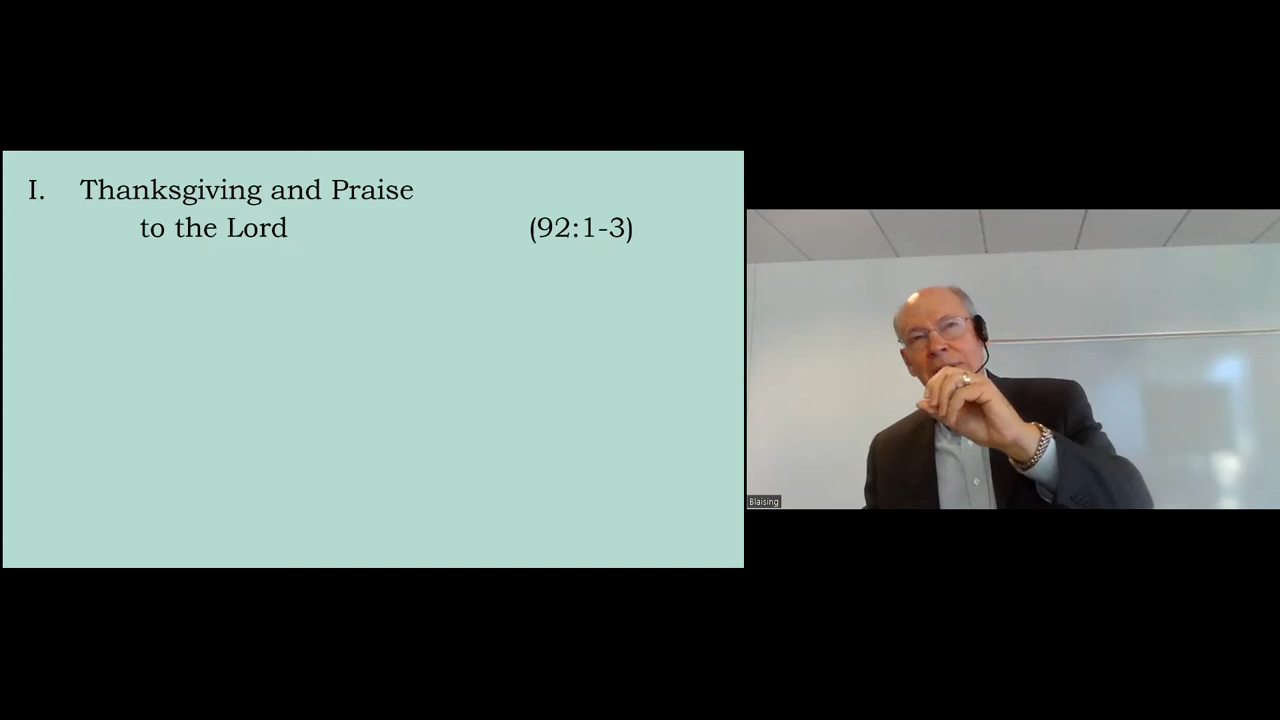 I. Thanksgiving and Praise
to the Lord (92:1-3)
Blaising